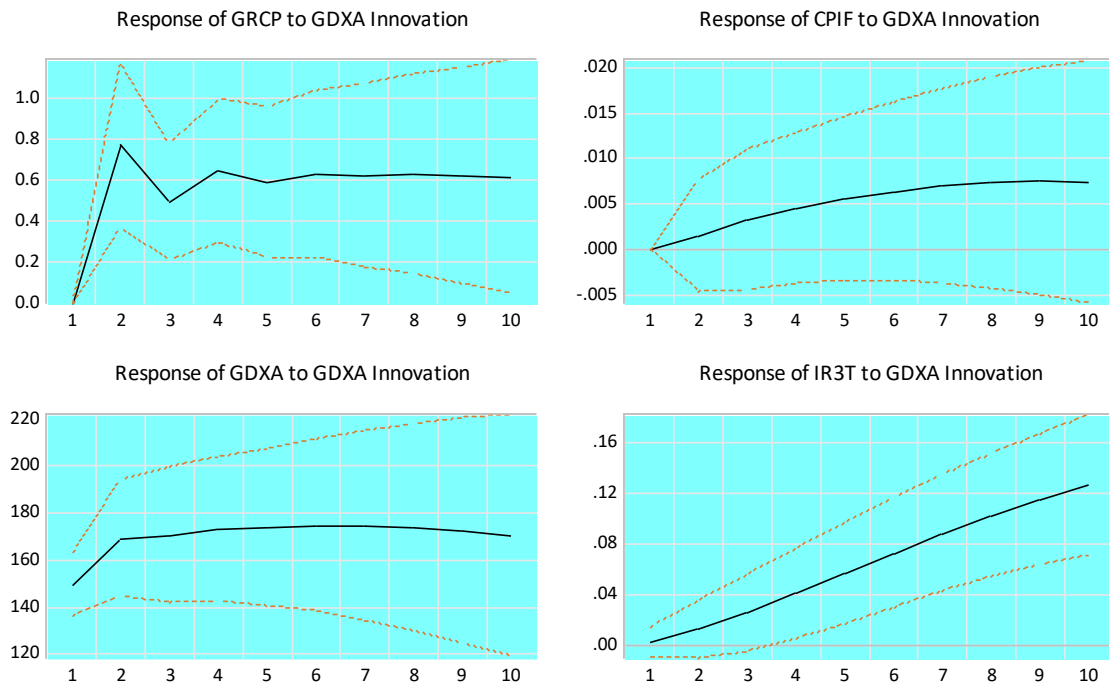 Response of GRCP to GDXA Innovation
1.0
0.8
0.6
0.4
0.2
0.0
1 2 3 4 5 6 7 8 9 10
Response of CPIF to GDXA Innovation
.020
.015
.010
.005
.000
-.005
1 2 3 4 5 6 7 8 9 10
Response of GDXA to GDXA Innovation
220
200
180
160
140
120
1 2 3 4 5 6 7 8 9 10
Response of IR3T to GDXA Innovation
.16
.12
.08
.04
.00
1 2 3 4 5 6 7 8 9 10